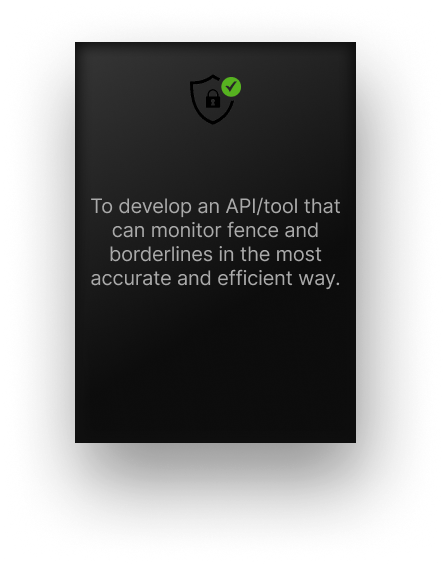 To develop an API/tool that
can monitor fence and
borderlines in the most
accurate and efficient way.